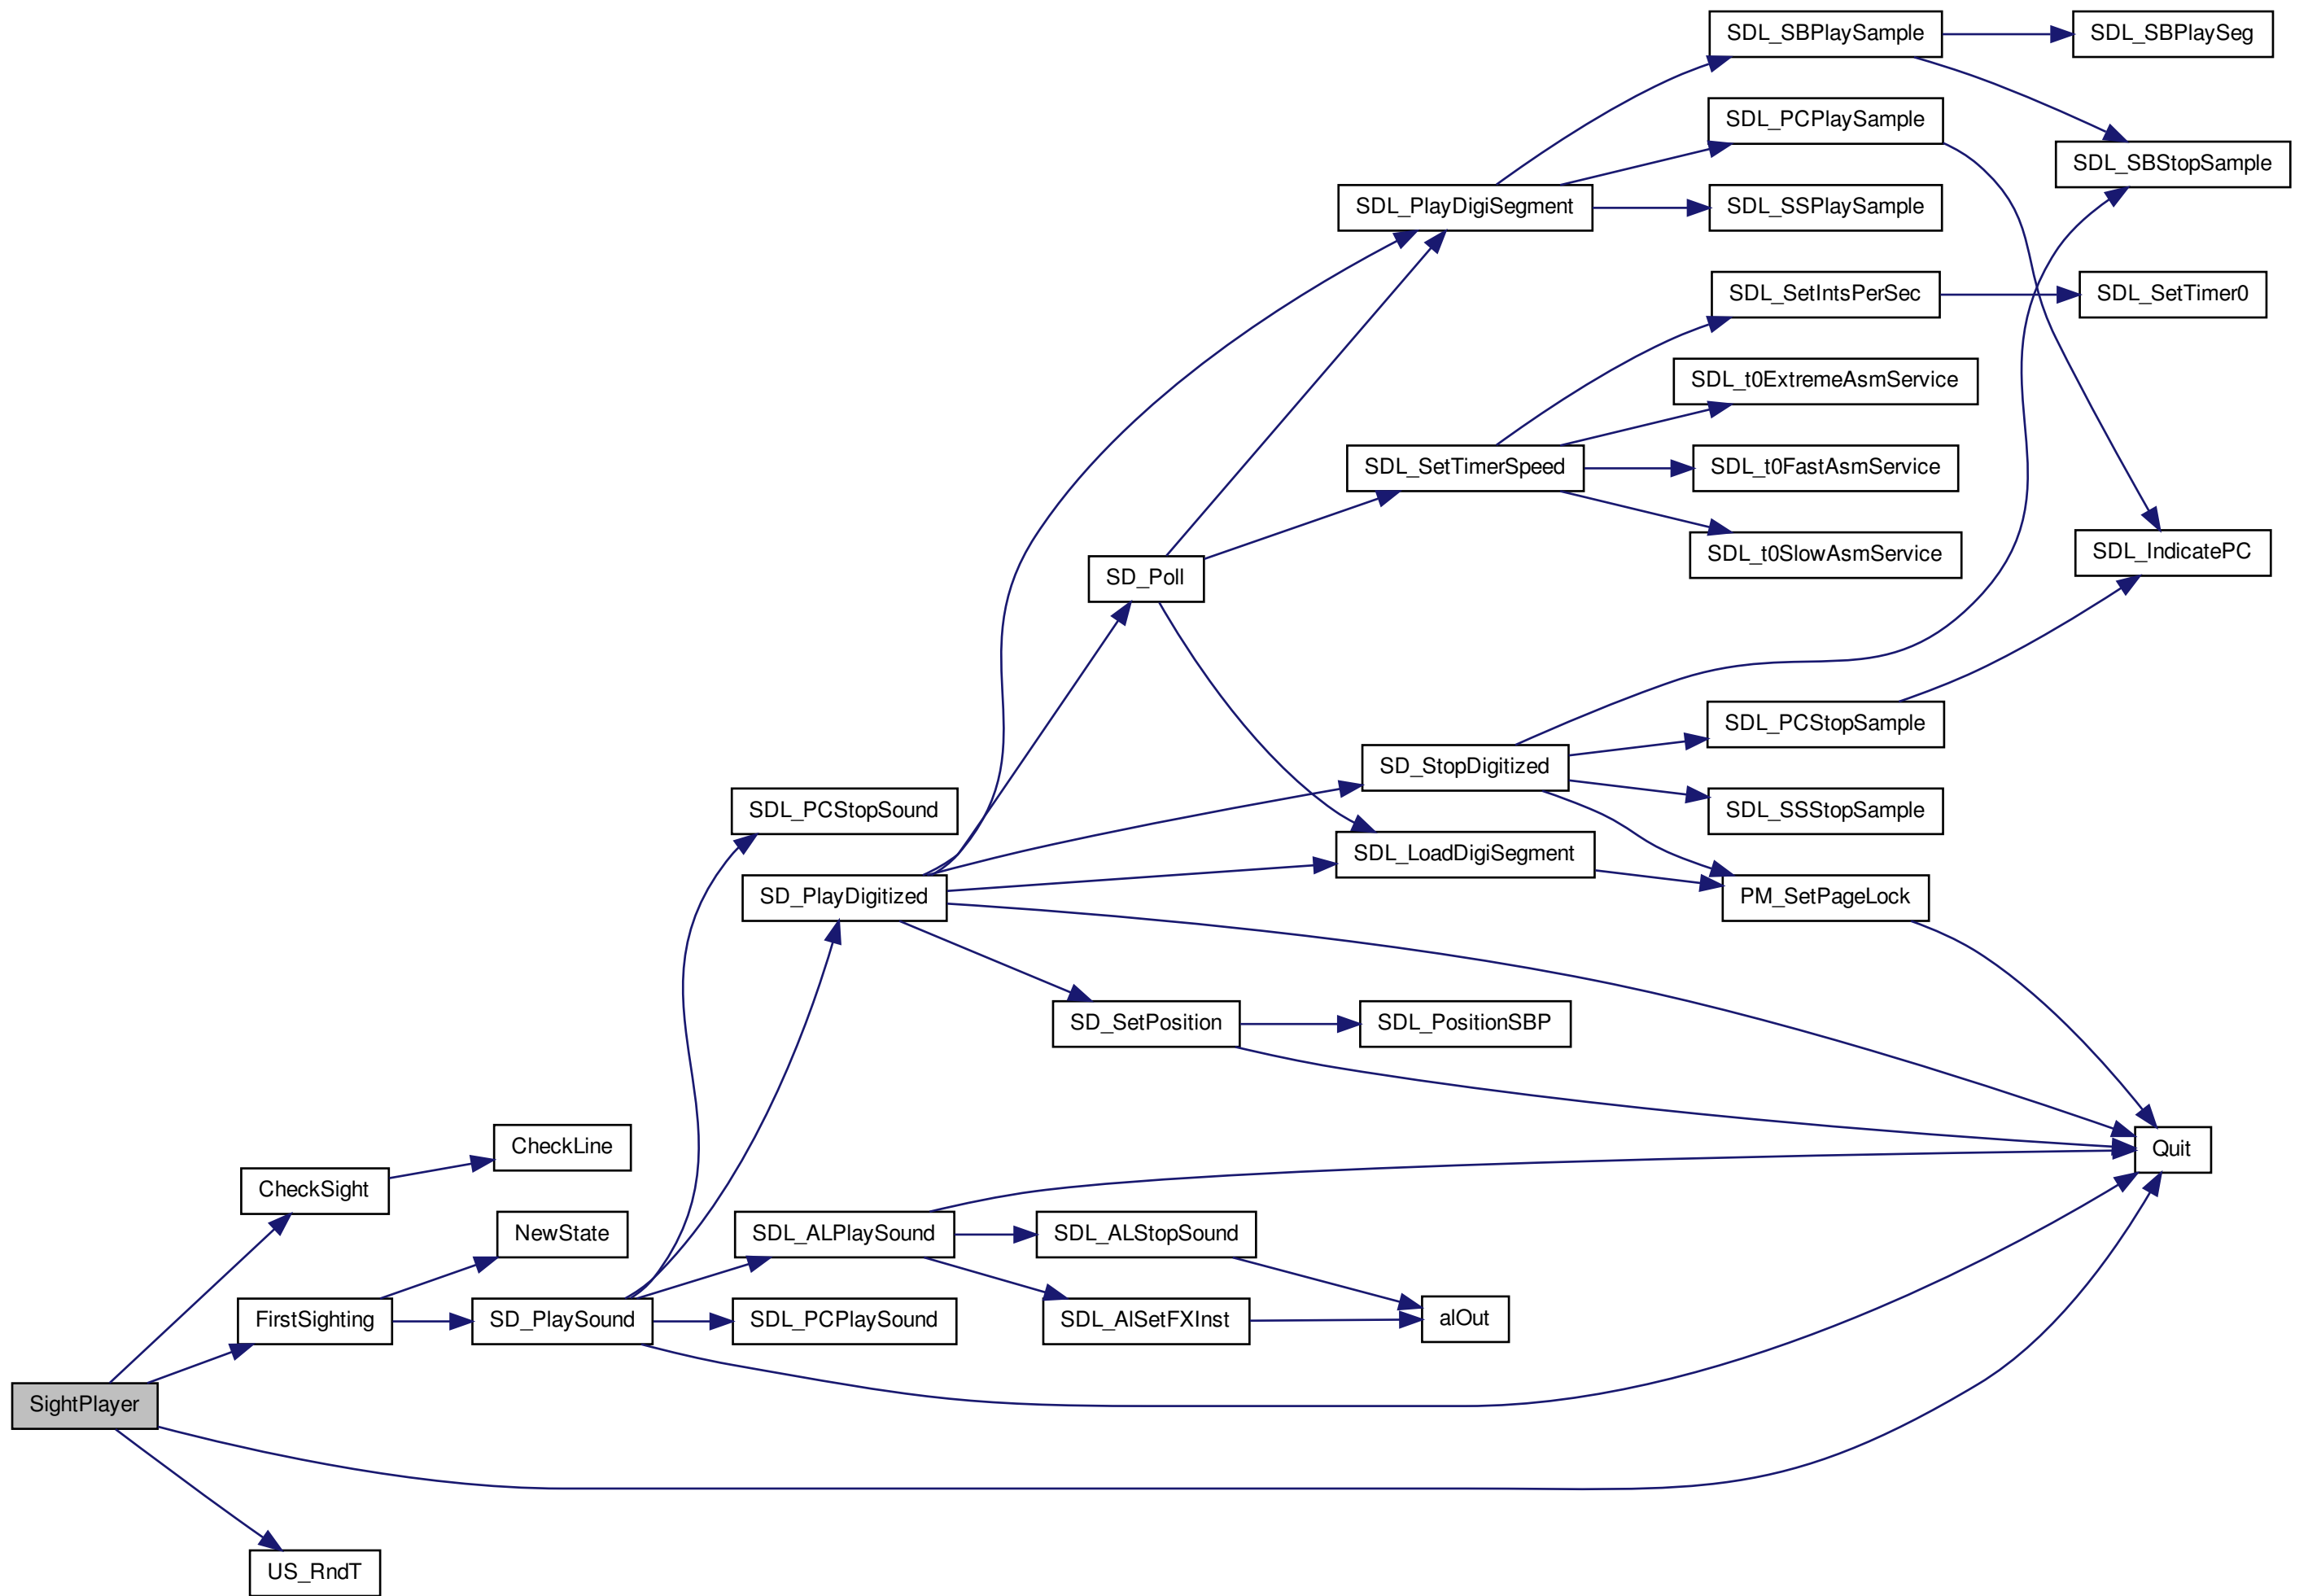 SDL_SBPlaySample
SDL_SBPlaySeg
SDL_PCPlaySample
SDL_SBStopSample
SDL_PlayDigiSegment
SDL_SSPlaySample
SDL_SetIntsPerSec
SDL_SetTimer0
SDL_t0ExtremeAsmService
SDL_SetTimerSpeed
SDL_t0FastAsmService
SDL_t0SlowAsmService
SDL_IndicatePC
SD_Poll
SDL_PCStopSample
SD_StopDigitized
SDL_SSStopSample
SDL_PCStopSound
SDL_LoadDigiSegment
SD_PlayDigitized
PM_SetPageLock
SD_SetPosition
SDL_PositionSBP
CheckLine
Quit
CheckSight
NewState
SDL_ALPlaySound
SDL_ALStopSound
FirstSighting
SD_PlaySound
SDL_PCPlaySound
SDL_AlSetFXInst
alOut
SightPlayer
US_RndT